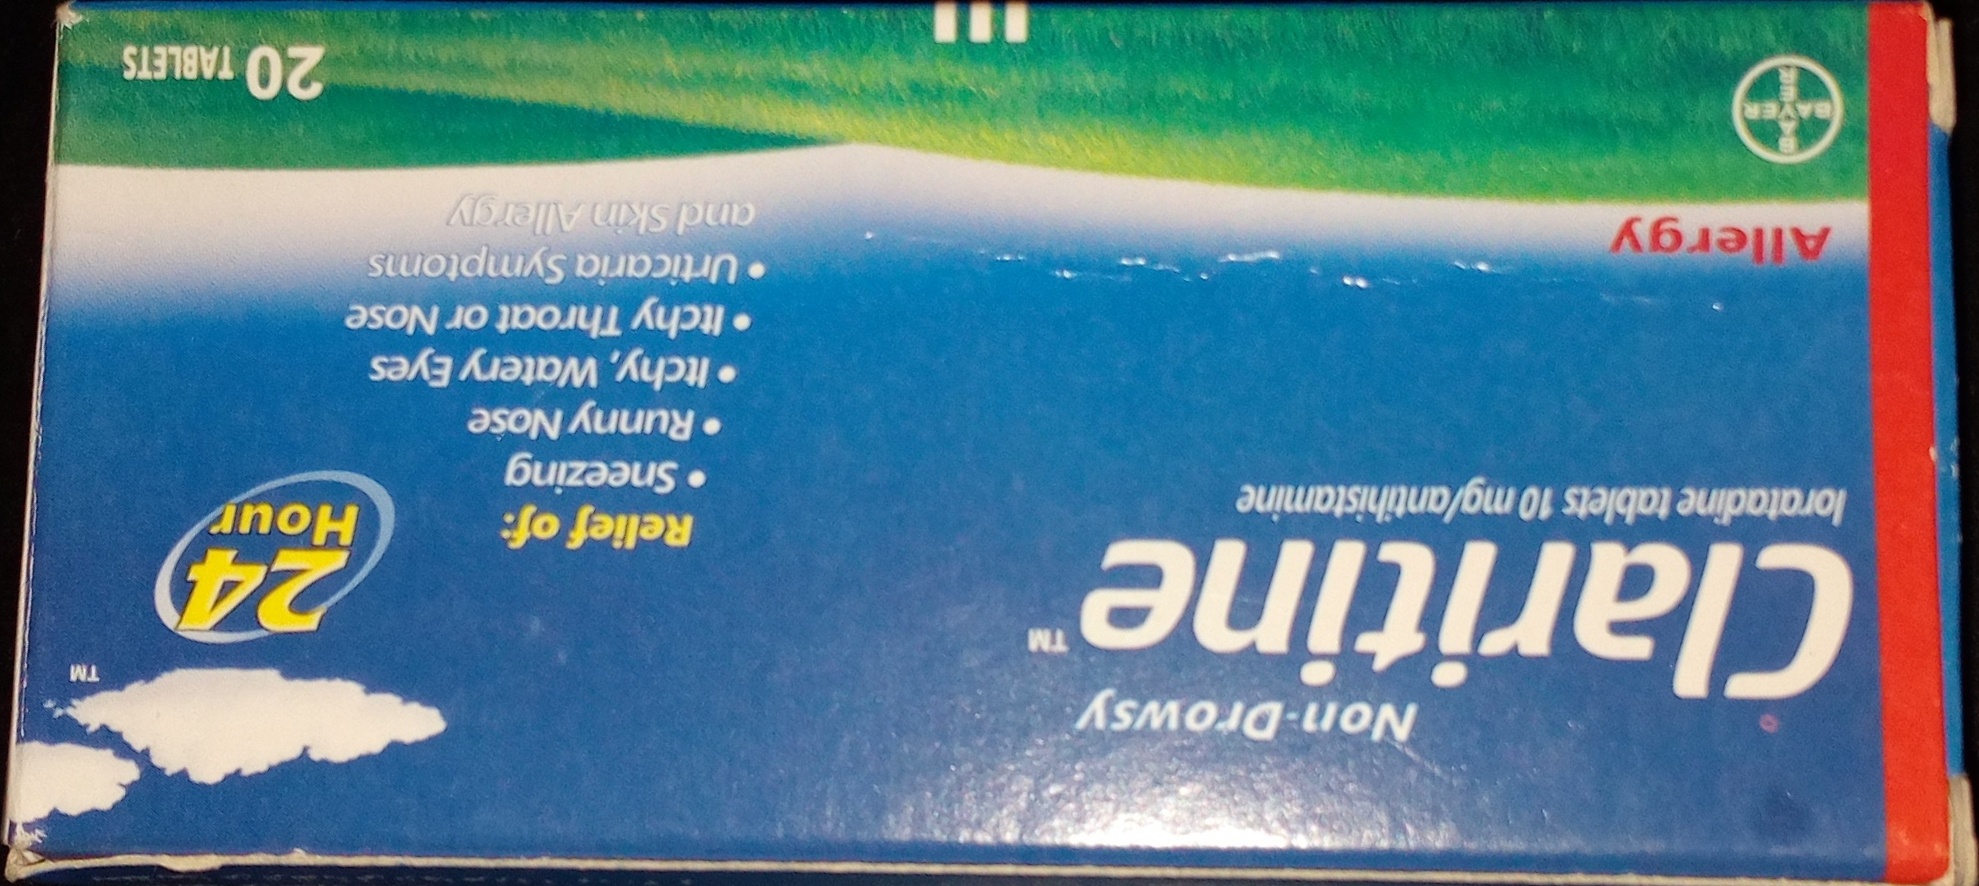 Non-Drowsy
Claritine™
loratadine tablets 10 mg/antihistamine
Allergy
BAYER
BAYER
™
24
Hour
Relief of:
• Sneezing
• Runny Nose
• Itchy, Watery Eyes
• Itchy Throat or Nose
• Urticaria Symptoms
and Skin Allergy
20 TABLETS